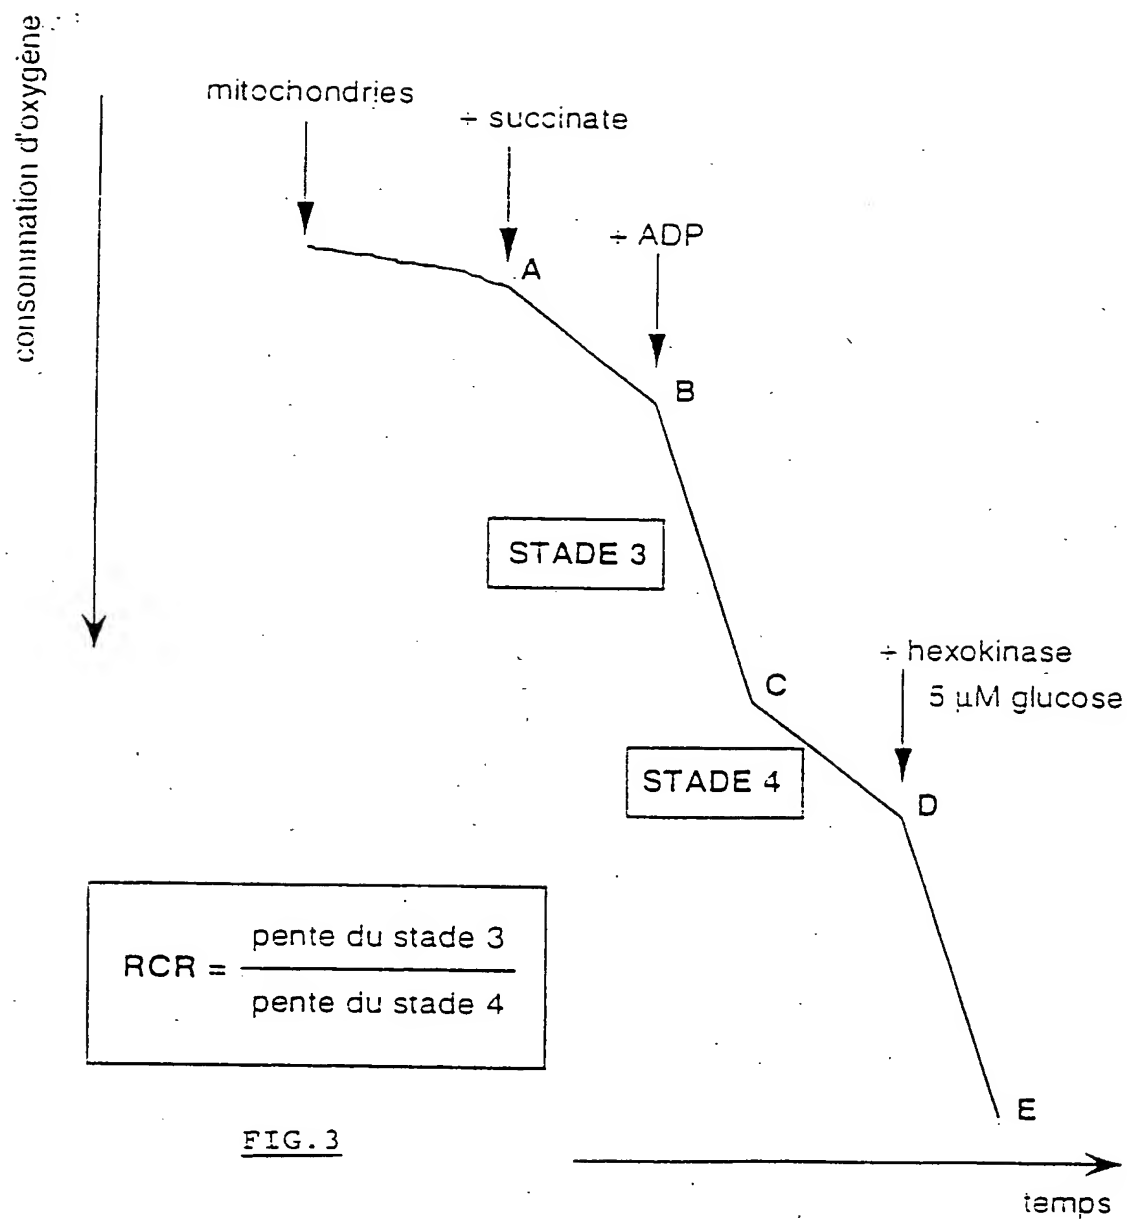 consommation d'oxygène
mitochondries
+ succinate
+ ADP
A
B
STADE 3
+ hexokinase
5 µM glucose
C
STADE 4
D
pente du stade 3
RCR =
pente du stade 4
E
FIG.3
temps